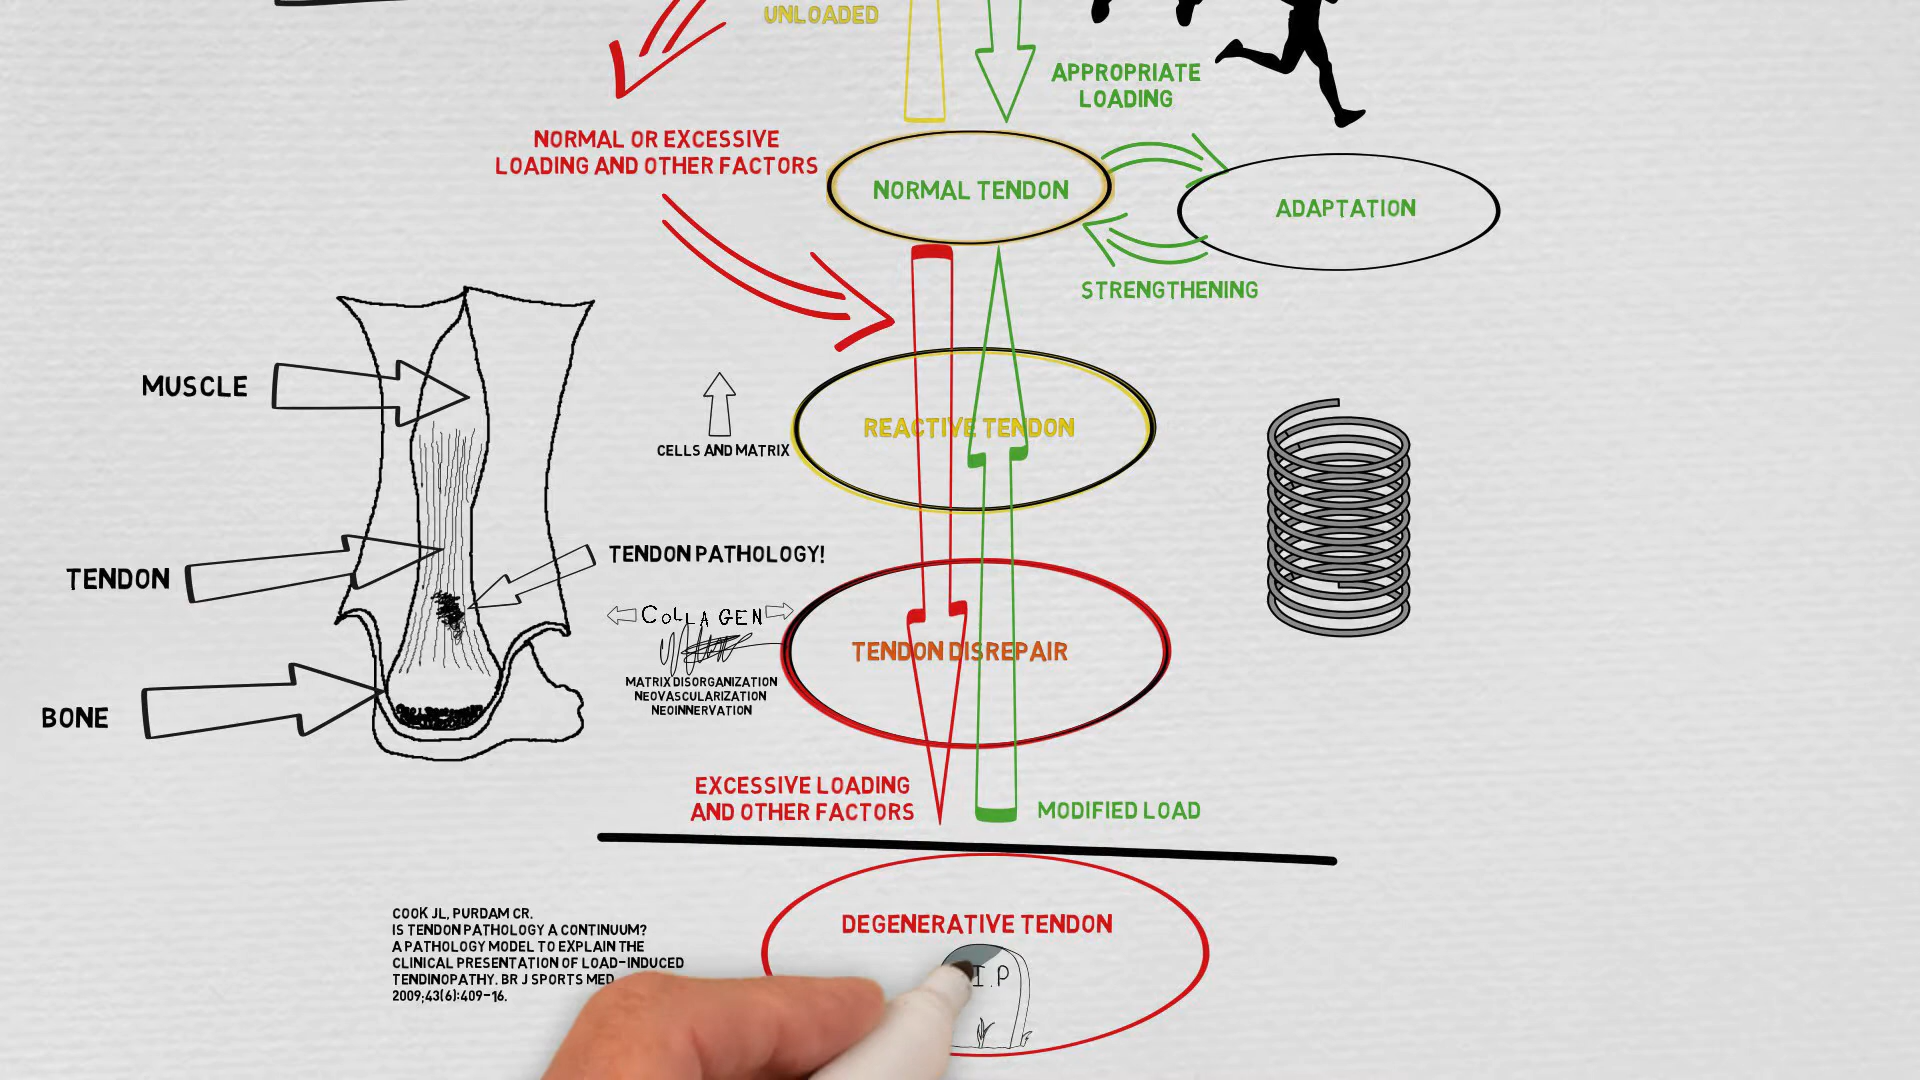 UNLOADED
APPROPRIATE
LOADING
NORMAL OR EXCESSIVE
LOADING AND OTHER FACTORS
NORMAL TENDON
ADAPTATION
STRENGTHENING
MUSCLE
REACTIVE TENDON
CELLS AND MATRIX
TENDON
TENDON PATHOLOGY!
COLLAGEN
TENDON DISREPAIR
MATRIX DISORGANIZATION
NEOVASCULARIZATION
NEOINNERVATION
BONE
EXCESSIVE LOADING
AND OTHER FACTORS
MODIFIED LOAD
DEGENERATIVE TENDON
I.P
COOK JL, PURDAM CR.
IS TENDON PATHOLOGY A CONTINUUM?
A PATHOLOGY MODEL TO EXPLAIN THE
CLINICAL PRESENTATION OF LOAD-INDUCED
TENDINOPATHY. BR J SPORTS MED
2009;43(6):409-16.